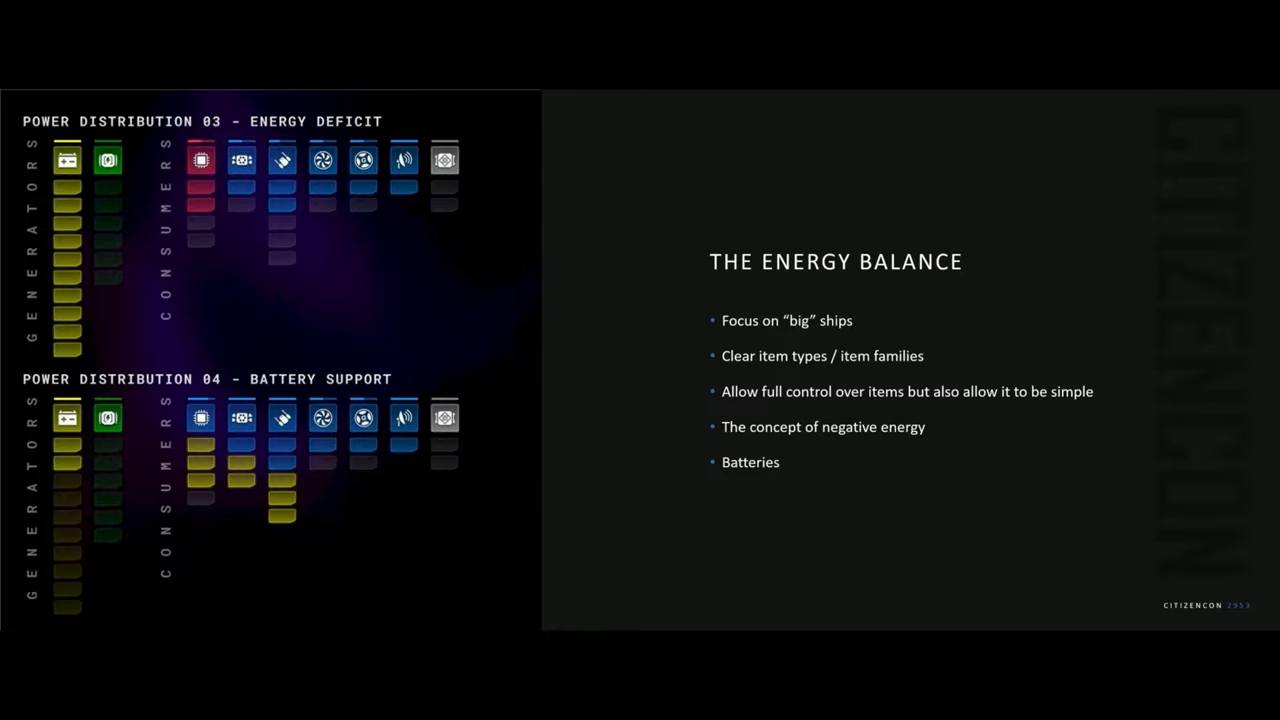 POWER DISTRIBUTION 03 - ENERGY DEFICIT
GENERATORS
CONSUMERS
POWER DISTRIBUTION 04 - BATTERY SUPPORT
GENERATORS
CONSUMERS
THE ENERGY BALANCE
• Focus on “big” ships
• Clear item types / item families
• Allow full control over items but also allow it to be simple
• The concept of negative energy
• Batteries
CITIZENCON
CITIZENCON 2953